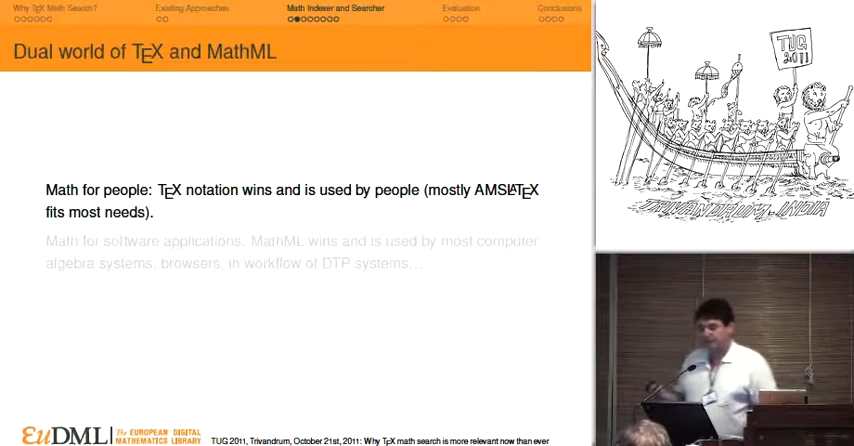 Why TEX Math Search?
Existing Approaches
Math Indexer and Searcher
Evaluation
Conclusions
Dual world of TEX and MathML
Math for people: TEX notation wins and is used by people (mostly AMSLATEX
fits most needs).
Math for software applications. MathML wins and is used by most computer
algebra systems, browsers, in workflow of DTP systems…
EuDML The EUROPEAN DIGITAL
MATHEMATICS LIBRARY
TUG 2011, Trivandrum, October 21st, 2011: Why TEX math search is more relevant now than ever
TUG
2011
TRIVANDRUM, INDIA